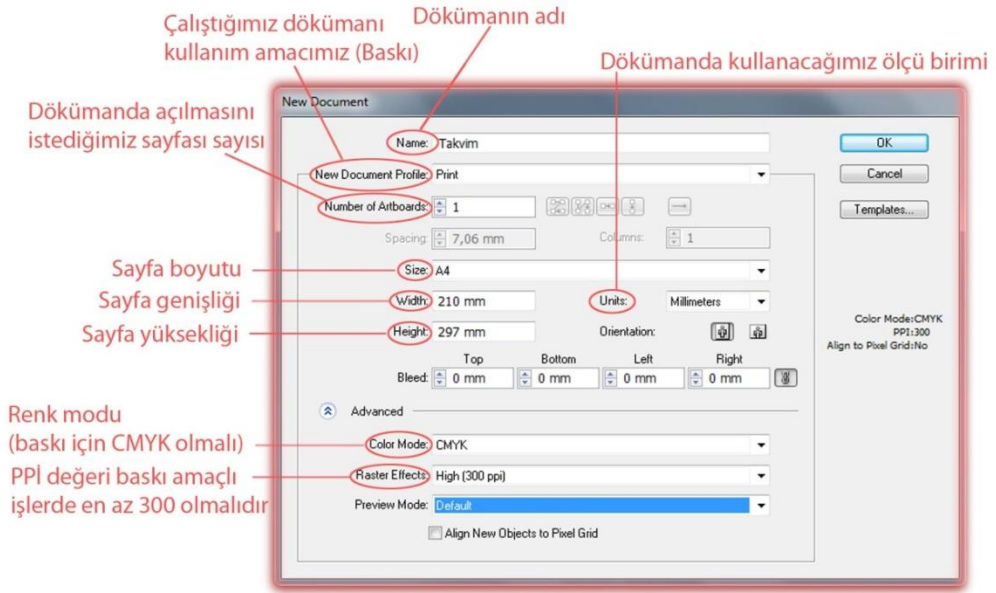 Çalıştığımız dökümanı
kullanım amacımız (Baskı)
Dökümanın adı
Dökümanda kullanacağımız ölçü birimi
Dökümanda açılmasını
istediğimiz sayfası sayısı
New Document
Name: Takvim
OK
New Document Profile: Print
Cancel
Number of Artboards: 1
Templates...
Spacing: 7,06 mm Columns: 1
Sayfa boyutu
Size: A4
Sayfa genişliği
Width: 210 mm Units: Millimeters
Sayfa yüksekliği
Height: 297 mm Orientation:
Color Mode:CMYK
PPI:300
Align to Pixel Grid:No
Top Bottom Left Right
Bleed: 0 mm 0 mm 0 mm 0 mm
Advanced
Renk modu
(baskı için CMYK olmalı)
Color Mode: CMYK
PPİ değeri baskı amaçlı
işlerde en az 300 olmalıdır
Raster Effects: High (300 ppi)
Preview Mode: Default
Align New Objects to Pixel Grid